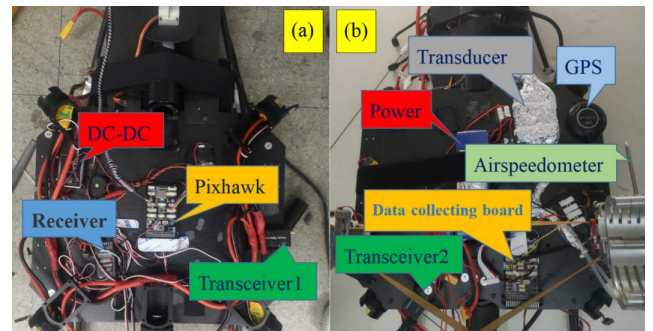 (a)
DC-DC
Pixhawk
Receiver
Transceiver1
(b)
Transducer
GPS
Power
Airspeedometer
Data collecting board
Transceiver2